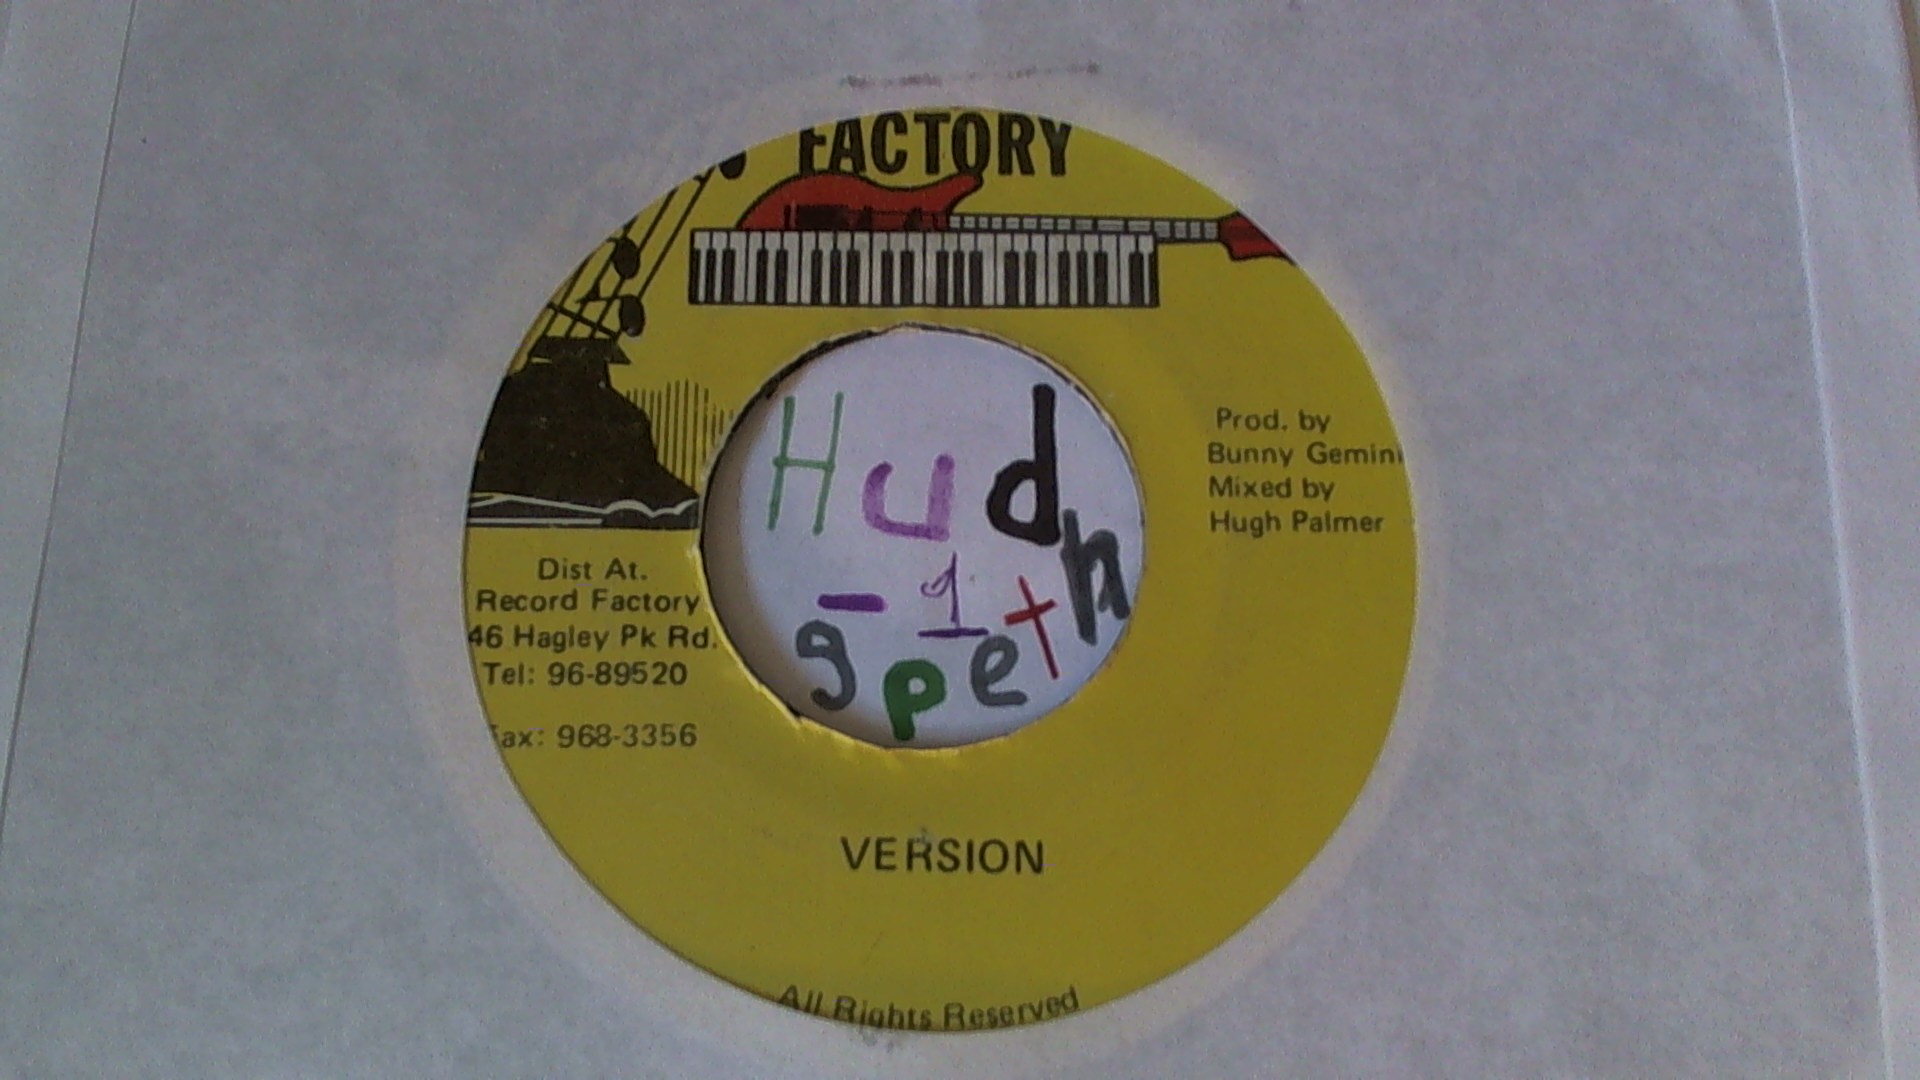 FACTORY
Prod. by
Bunny Gemini
Mixed by
Hugh Palmer
Hud
- 1
gpeth
Dist At.
Record Factory
46 Hagley Pk Rd.
Tel: 96-89520
Fax: 968-3356
VERSION
All Rights Reserved